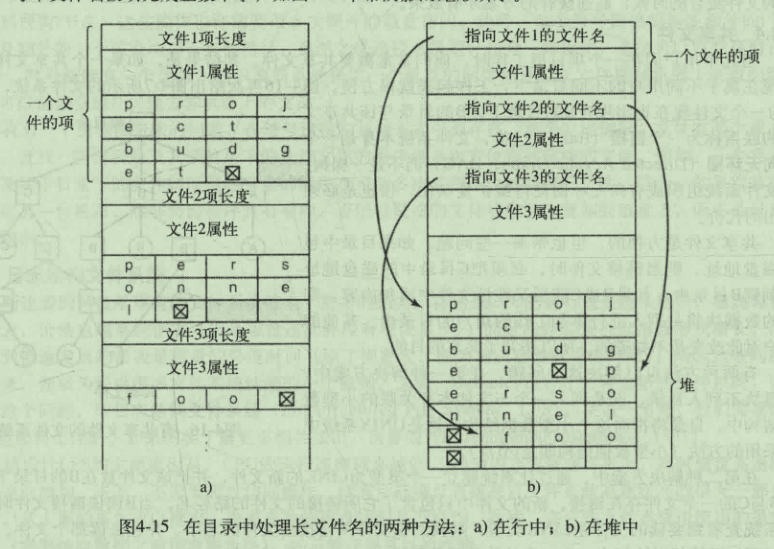 文件1项长度
文件1属性
一个文
件的项
p r o
e c t
b u d g
e t ⊠
文件2项长度
文件2属性
p e r s
o n n e
l ⊠
文件3项长度
文件3属性
f o o ⊠
a)
指向文件1的文件名
文件1属性
一个文件的项
指向文件2的文件名
文件2属性
指向文件3的文件名
文件3属性
p r o
e c t
b u d g
e t ⊠ p
e r s o
n n e l
⊠ f o o
⊠
堆
b)
图4-15 在目录中处理长文件名的两种方法：a) 在行中；b) 在堆中